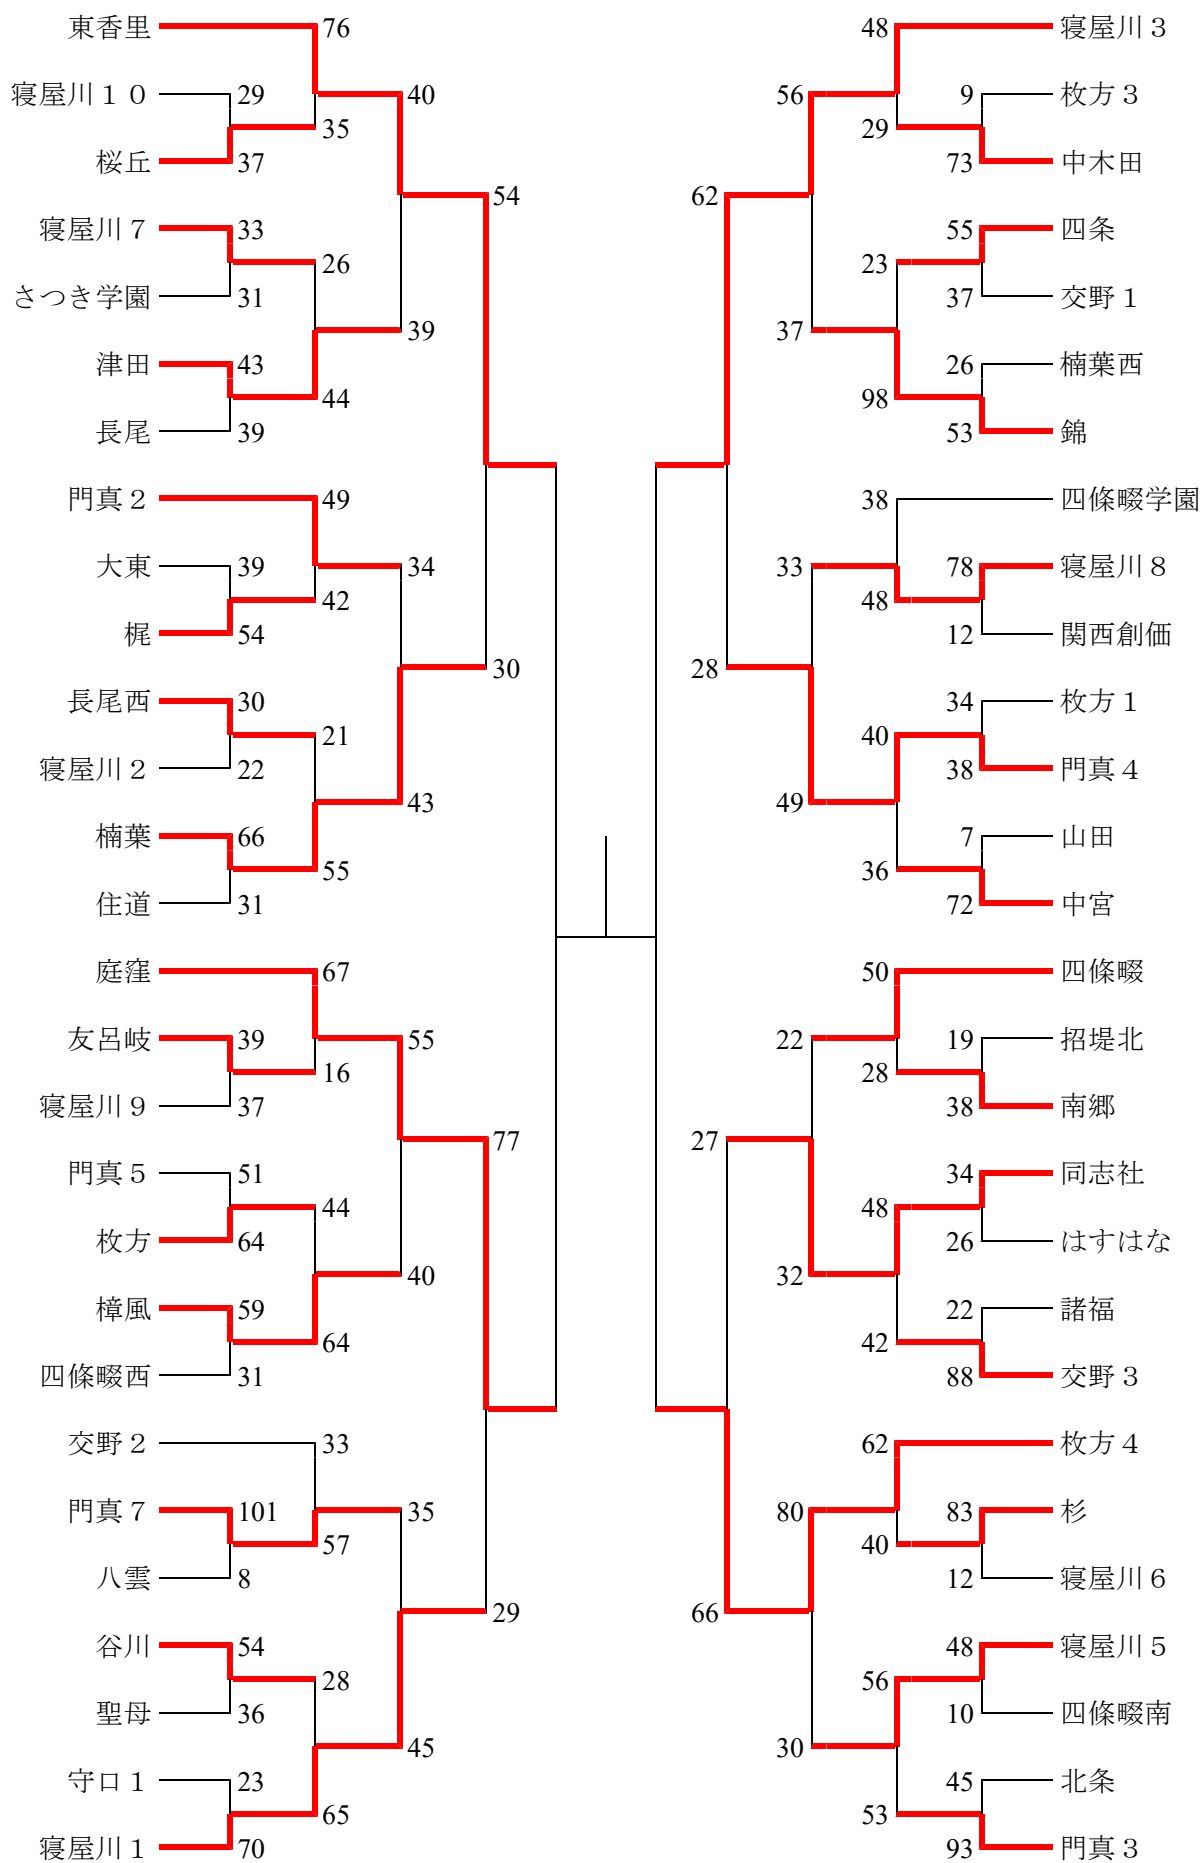 東香里 76 48 寝屋川３
寝屋川１０ 29 40 56 9 枚方３
35 29
桜丘 37 73 中木田
54 62
寝屋川７ 33 55 四条
26 23
さつき学園 31 37 交野１
39 37
津田 43 26 楠葉西
44 98
長尾 39 53 錦
門真２ 49 38 四條畷学園
大東 39 34 33 78 寝屋川８
42 48
梶 54 12 関西創価
30 28
長尾西 30 34 枚方１
21 40
寝屋川２ 22 38 門真４
43 49
楠葉 66 7 山田
55 36
住道 31 72 中宮
庭窪 67 50 四條畷
友呂岐 39 55 22 19 招堤北
16 28
寝屋川９ 37 38 南郷
77 27
門真５ 51 34 同志社
44 48
枚方 64 26 はすはな
40 32
樟風 59 22 諸福
64 42
四條畷西 31 88 交野３
交野２ 33 62 枚方４
門真７ 101 35 80 83 杉
57 40
八雲 8 12 寝屋川６
29 66
谷川 54 48 寝屋川５
28 56
聖母 36 10 四條畷南
45 30
守口１ 23 45 北条
65 53
寝屋川１ 70 93 門真３